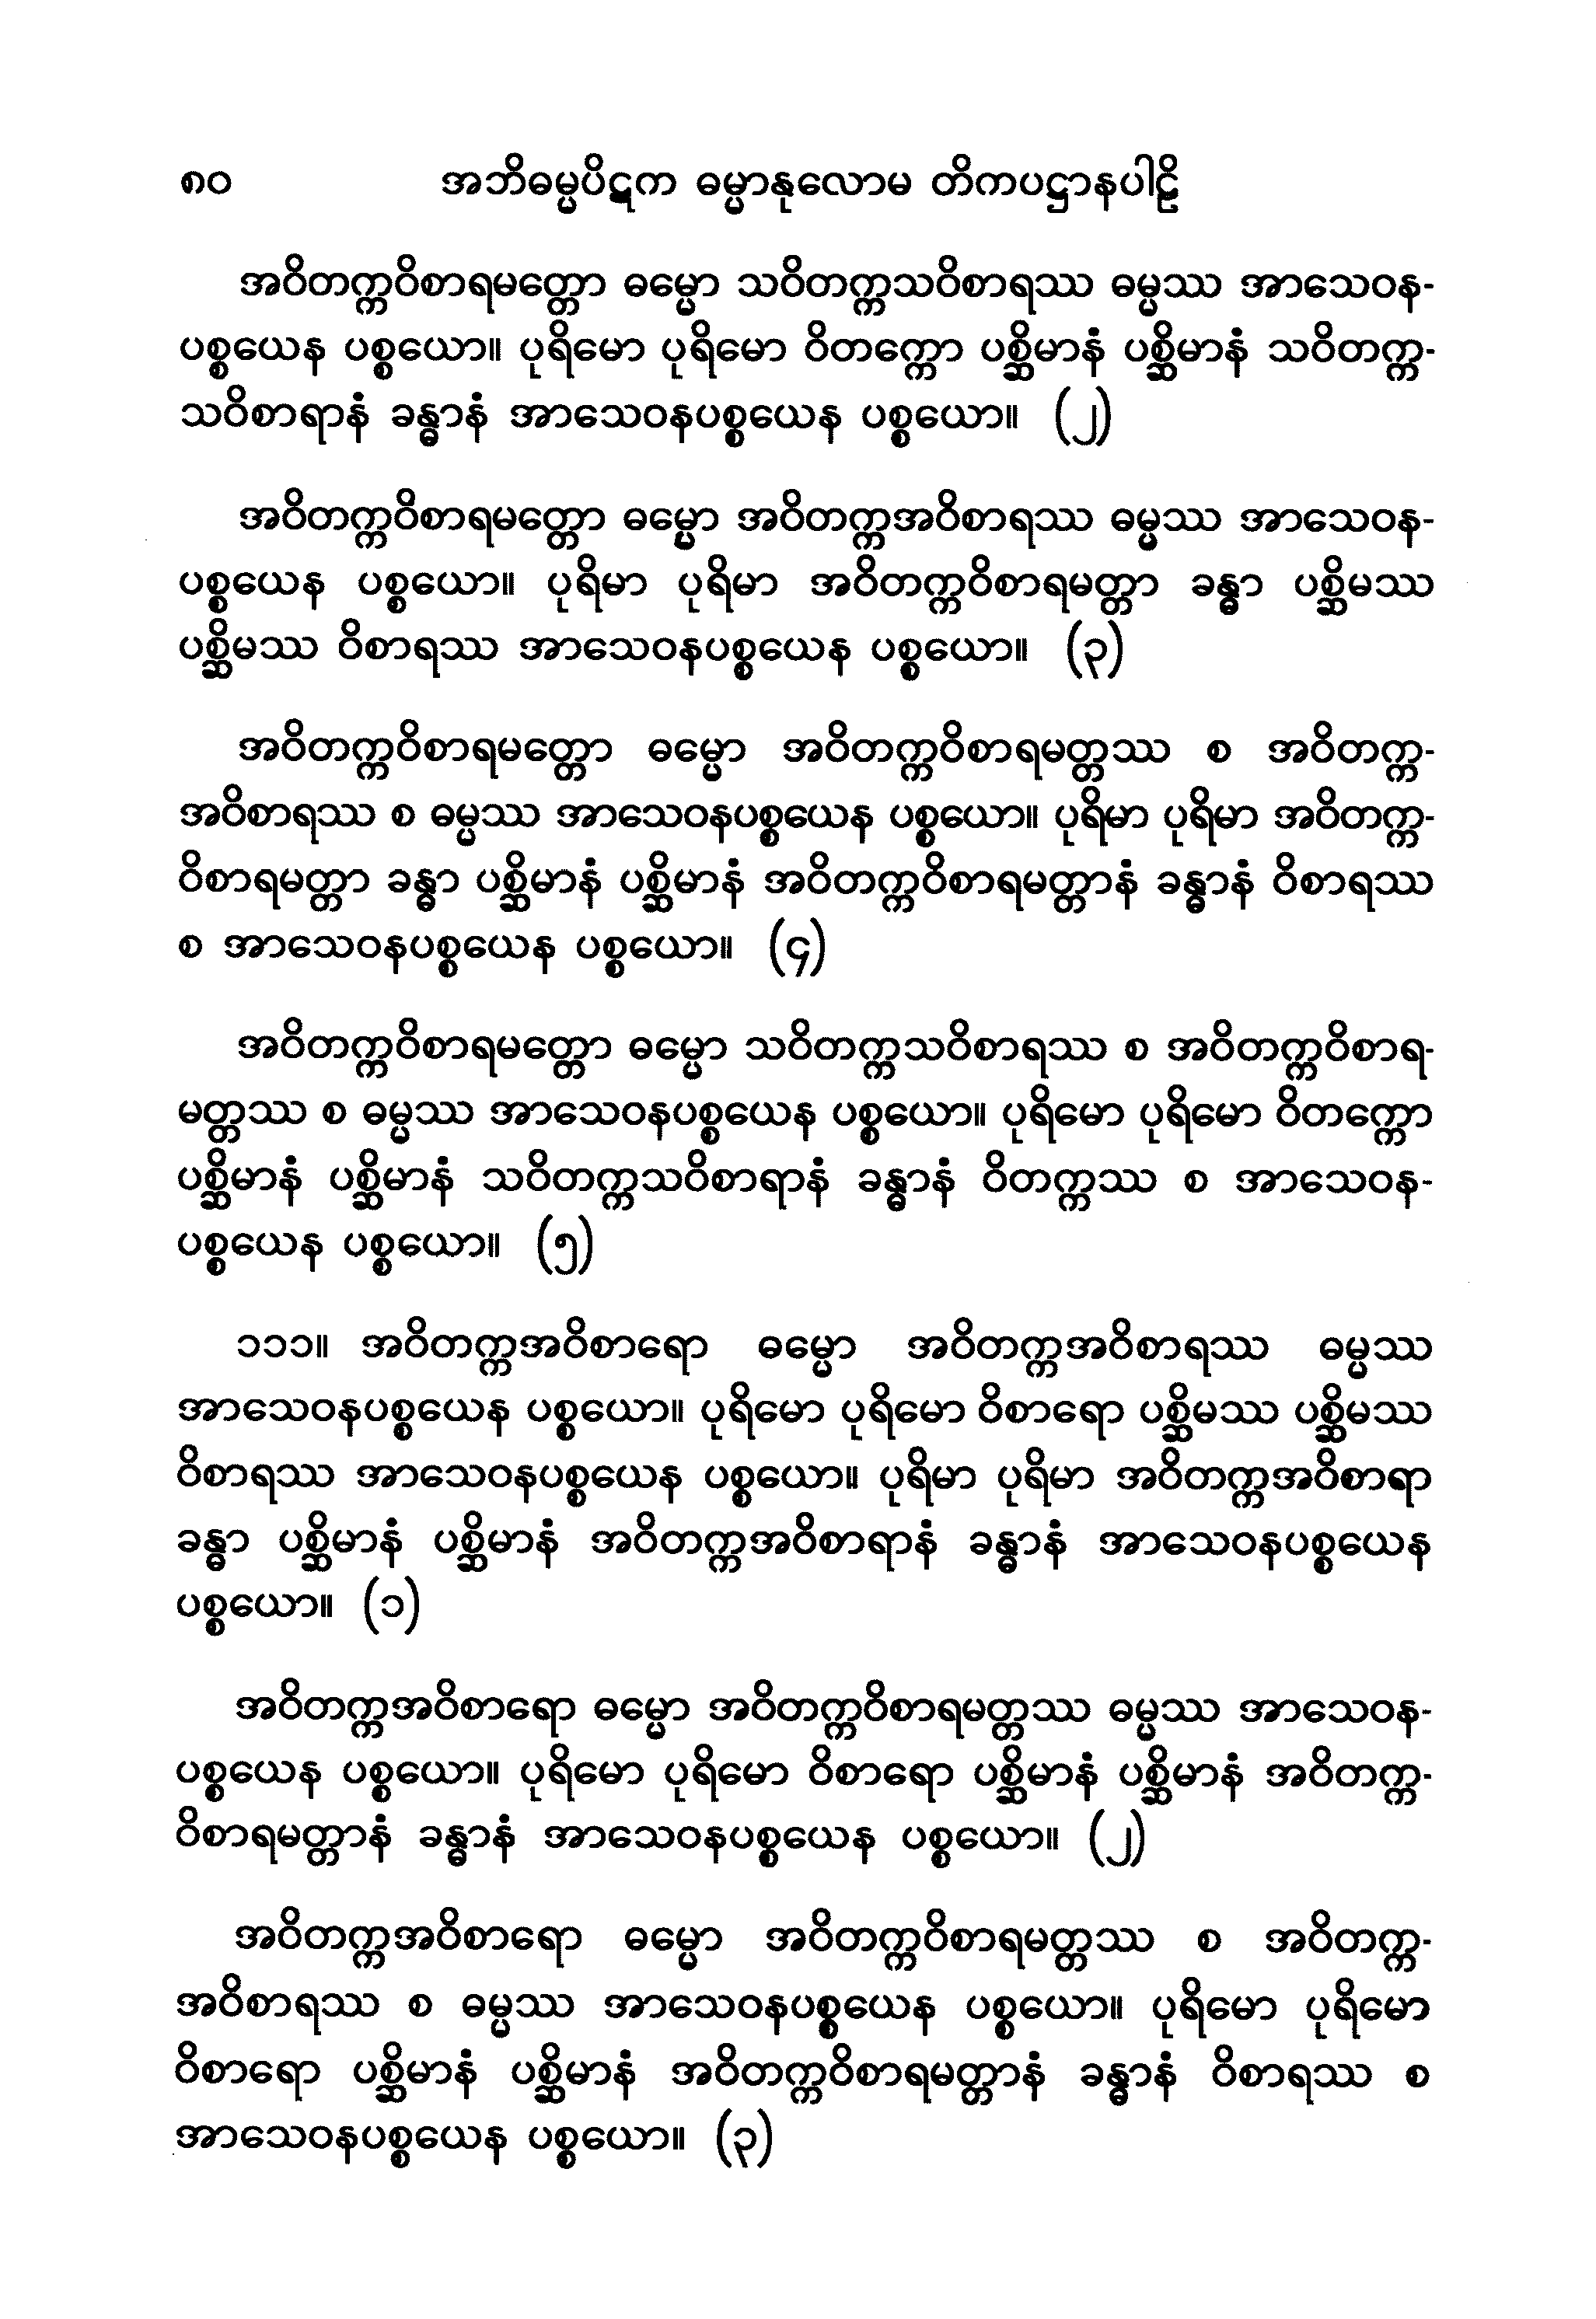 ၈၀ အဘိဓမ္မပိဋက ဓမ္မာနုလောမ တိကပဋ္ဌာနပါဠိ
အဝိတက္ကဝိစာရမတ္တော ဓမ္မော သဝိတက္ကသဝိစာရဿ ဓမ္မဿ အာသေဝန-
ပစ္စယေန ပစ္စယော။ ပုရိမော ပုရိမော ဝိတက္ကော ပစ္ဆိမာနံ ပစ္ဆိမာနံ သဝိတက္က-
သဝိစာရာနံ ခန္ဓာနံ အာသေဝနပစ္စယေန ပစ္စယော။ (၂)
အဝိတက္ကဝိစာရမတ္တော ဓမ္မော အဝိတက္ကအဝိစာရဿ ဓမ္မဿ အာသေဝန-
ပစ္စယေန ပစ္စယော။ ပုရိမာ ပုရိမာ အဝိတက္ကဝိစာရမတ္တာ ခန္ဓာ ပစ္ဆိမဿ
ပစ္ဆိမဿ ဝိစာရဿ အာသေဝနပစ္စယေန ပစ္စယော။ (၃)
အဝိတက္ကဝိစာရမတ္တော ဓမ္မော အဝိတက္ကဝိစာရမတ္တဿ စ အဝိတက္က-
အဝိစာရဿ စ ဓမ္မဿ အာသေဝနပစ္စယေန ပစ္စယော။ ပုရိမာ ပုရိမာ အဝိတက္က-
ဝိစာရမတ္တာ ခန္ဓာ ပစ္ဆိမာနံ ပစ္ဆိမာနံ အဝိတက္ကဝိစာရမတ္တာနံ ခန္ဓာနံ ဝိစာရဿ
စ အာသေဝနပစ္စယေန ပစ္စယော။ (၄)
အဝိတက္ကဝိစာရမတ္တော ဓမ္မော သဝိတက္ကသဝိစာရဿ စ အဝိတက္ကဝိစာရ-
မတ္တဿ စ ဓမ္မဿ အာသေဝနပစ္စယေန ပစ္စယော။ ပုရိမော ပုရိမော ဝိတက္ကော
ပစ္ဆိမာနံ ပစ္ဆိမာနံ သဝိတက္ကသဝိစာရာနံ ခန္ဓာနံ ဝိတက္ကဿ စ အာသေဝန-
ပစ္စယေန ပစ္စယော။ (၅)
၁၁၁။ အဝိတက္ကအဝိစာရော ဓမ္မော အဝိတက္ကအဝိစာရဿ ဓမ္မဿ
အာသေဝနပစ္စယေန ပစ္စယော။ ပုရိမော ပုရိမော ဝိစာရော ပစ္ဆိမဿ ပစ္ဆိမဿ
ဝိစာရဿ အာသေဝနပစ္စယေန ပစ္စယော။ ပုရိမာ ပုရိမာ အဝိတက္ကအဝိစာရာ
ခန္ဓာ ပစ္ဆိမာနံ ပစ္ဆိမာနံ အဝိတက္ကအဝိစာရာနံ ခန္ဓာနံ အာသေဝနပစ္စယေန
ပစ္စယော။ (၁)
အဝိတက္ကအဝိစာရော ဓမ္မော အဝိတက္ကဝိစာရမတ္တဿ ဓမ္မဿ အာသေဝန-
ပစ္စယေန ပစ္စယော။ ပုရိမော ပုရိမော ဝိစာရော ပစ္ဆိမာနံ ပစ္ဆိမာနံ အဝိတက္က-
ဝိစာရမတ္တာနံ ခန္ဓာနံ အာသေဝနပစ္စယေန ပစ္စယော။ (၂)
အဝိတက္ကအဝိစာရော ဓမ္မော အဝိတက္ကဝိစာရမတ္တဿ စ အဝိတက္က-
အဝိစာရဿ စ ဓမ္မဿ အာသေဝနပစ္စယေန ပစ္စယော။ ပုရိမော ပုရိမော
ဝိစာရော ပစ္ဆိမာနံ ပစ္ဆိမာနံ အဝိတက္ကဝိစာရမတ္တာနံ ခန္ဓာနံ ဝိစာရဿ စ
အာသေဝနပစ္စယေန ပစ္စယော။ (၃)